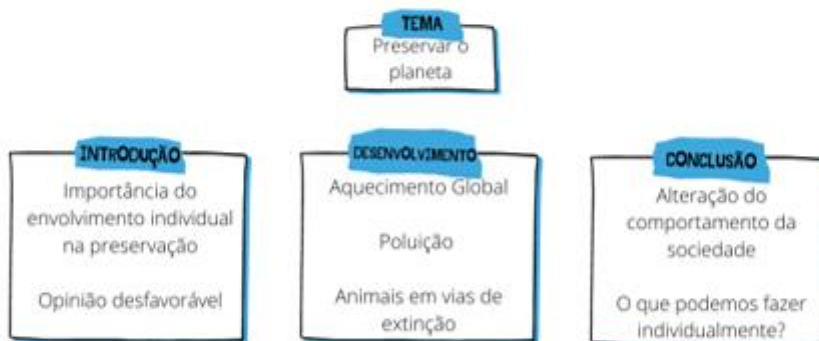 TEMA
Preservar o
planeta
INTRODUÇÃO
Importância do
envolvimento individual
na preservação
Opinião desfavorável
DESENVOLVIMENTO
Aquecimento Global
Poluição
Animais em vias de
extinção
CONCLUSÃO
Alteração do
comportamento da
sociedade
O que podemos fazer
individualmente?